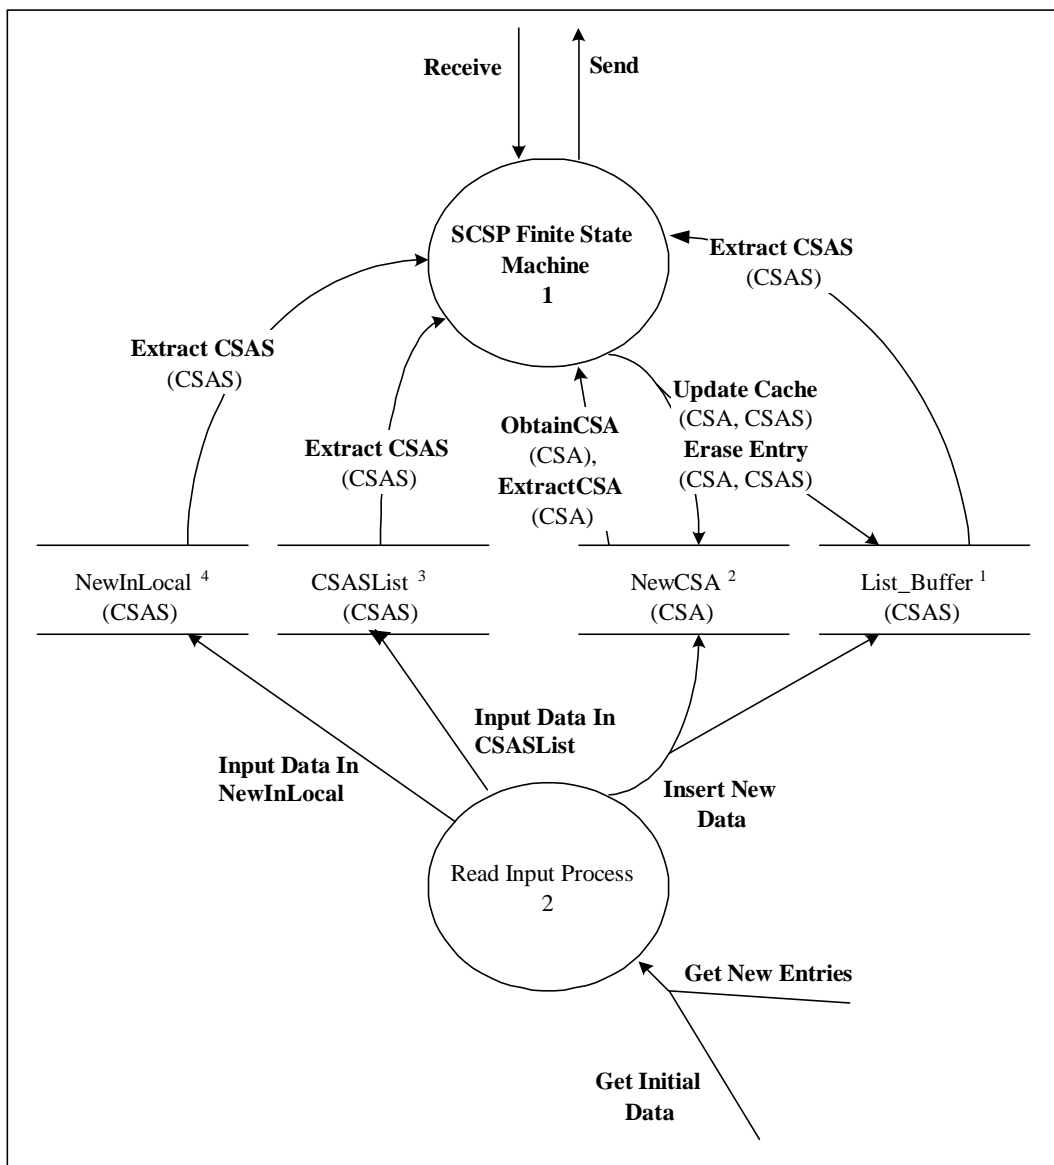 Receive
Send
SCSP Finite State
Machine
1
Extract CSAS
(CSAS)
Extract CSAS
(CSAS)
Extract CSAS
(CSAS)
ObtainCSA
(CSA),
ExtractCSA
(CSA)
Update Cache
(CSA, CSAS)
Erase Entry
(CSA, CSAS)
NewInLocal 4
(CSAS)
CSASList 3
(CSAS)
NewCSA 2
(CSA)
List_Buffer 1
(CSAS)
Input Data In
NewInLocal
Input Data In
CSASList
Insert New
Data
Read Input Process
2
Get New Entries
Get Initial
Data